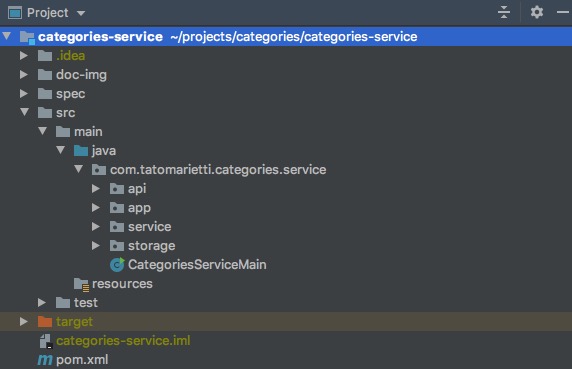 Project
categories-service ~/projects/categories/categories-service
.idea
doc-img
spec
src
main
java
com.tatomarietti.categories.service
api
app
service
storage
CategoriesServiceMain
resources
test
target
categories-service.iml
pom.xml